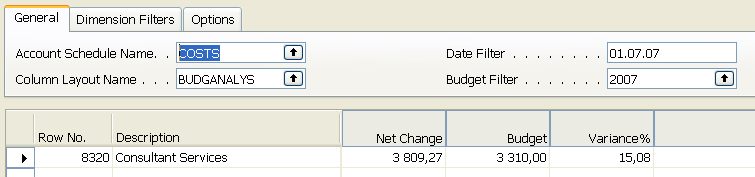 General Dimension Filters Options
Account Schedule Name. . COSTS Date Filter . . . . . . . . 01.07.07
Column Layout Name . . . BUDGANALYS Budget Filter . . . . . . . 2007
Row No. Description Net Change Budget Variance%
8320 Consultant Services 3 809,27 3 310,00 15,08